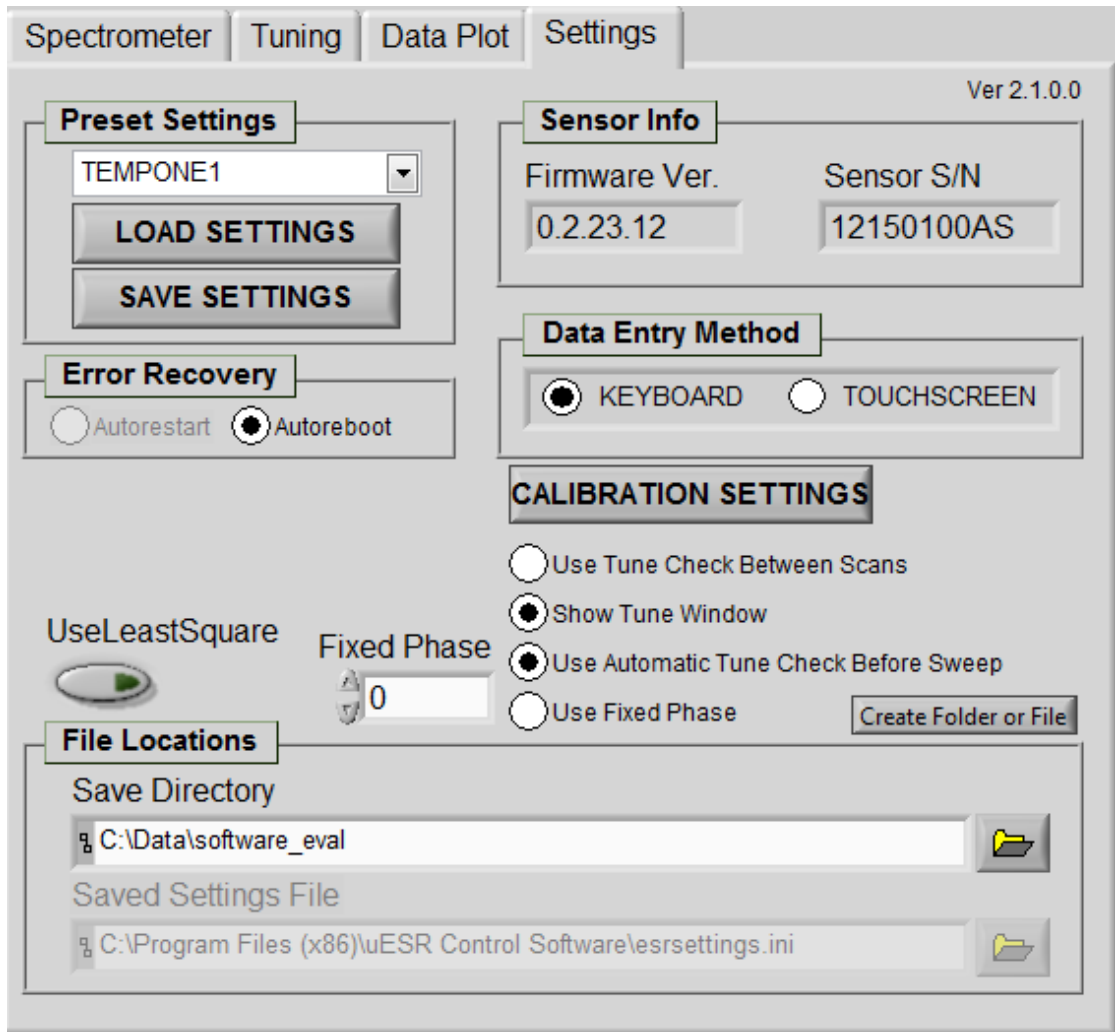 Spectrometer Tuning Data Plot Settings
Ver 2.1.0.0
Preset Settings
TEMPONE1
LOAD SETTINGS
SAVE SETTINGS
Sensor Info
Firmware Ver. Sensor S/N
0.2.23.12 12150100AS
Error Recovery
Autorestart Autoreboot
Data Entry Method
KEYBOARD TOUCHSCREEN
CALIBRATION SETTINGS
Use Tune Check Between Scans
Show Tune Window
Use Automatic Tune Check Before Sweep
Use Fixed Phase
UseLeastSquare
Fixed Phase
0
Create Folder or File
File Locations
Save Directory
C:\Data\software_eval
Saved Settings File
C:\Program Files (x86)\uESR Control Software\esrsettings.ini